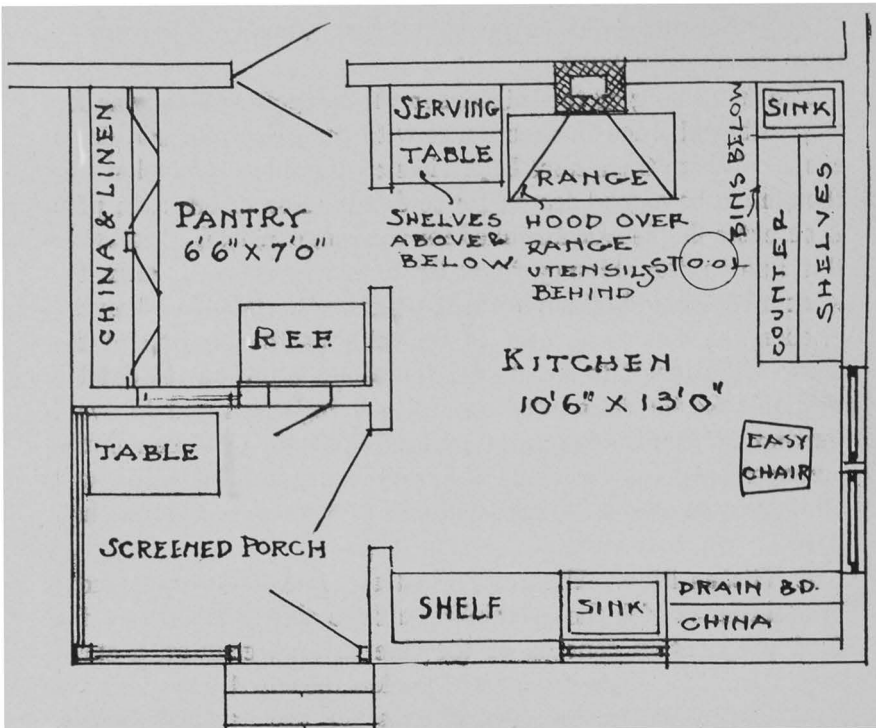 CHINA & LINEN
PANTRY
6'6" X 7'0"
REF.
SERVING
TABLE
SHELVES
ABOVE &
BELOW
RANGE
HOOD OVER
RANGE
UTENSILS
BEHIND
STOOL
BINS BELOW
SINK
COUNTER
SHELVES
KITCHEN
10'6" X 13'0"
EASY
CHAIR
TABLE
SCREENED PORCH
SHELF
SINK
DRAIN BD.
CHINA